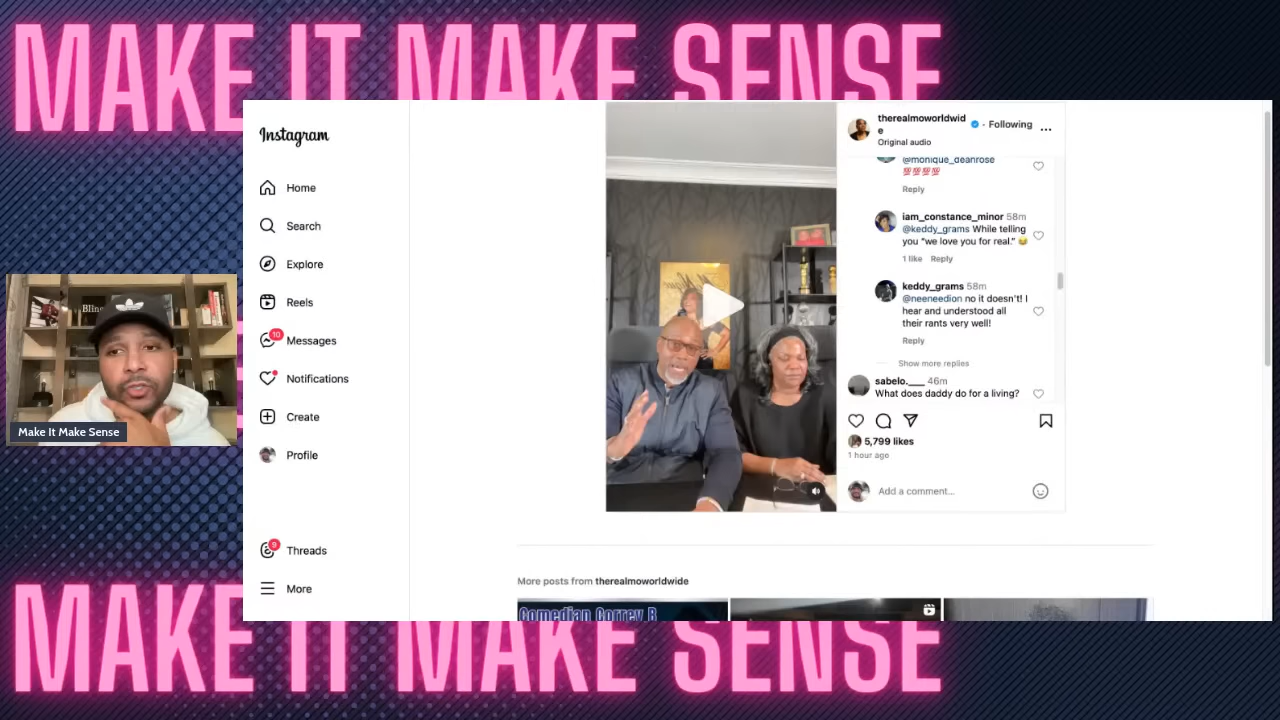 MAKE IT MAKE SENSE
Instagram
Home
Search
Explore
Reels
10
Messages
Notifications
Create
Profile
9
Threads
More
Bling
Make It Make Sense
therealmoworldwid
e
- Following
Original audio
@monique_deanrose
💯💯💯💯
Reply
iam_constance_minor 58m
@keddy_grams While telling
you “we love you for real.” 😂
1 like Reply
keddy_grams 58m
@neeneedion no it doesn't! I
hear and understood all
their rants very well!
Reply
Show more replies
sabelo.___ 46m
What does daddy do for a living?
5,799 likes
1 hour ago
Add a comment...
More posts from therealmoworldwide
Comedian Correy B
MAKE IT MAKE SENSE